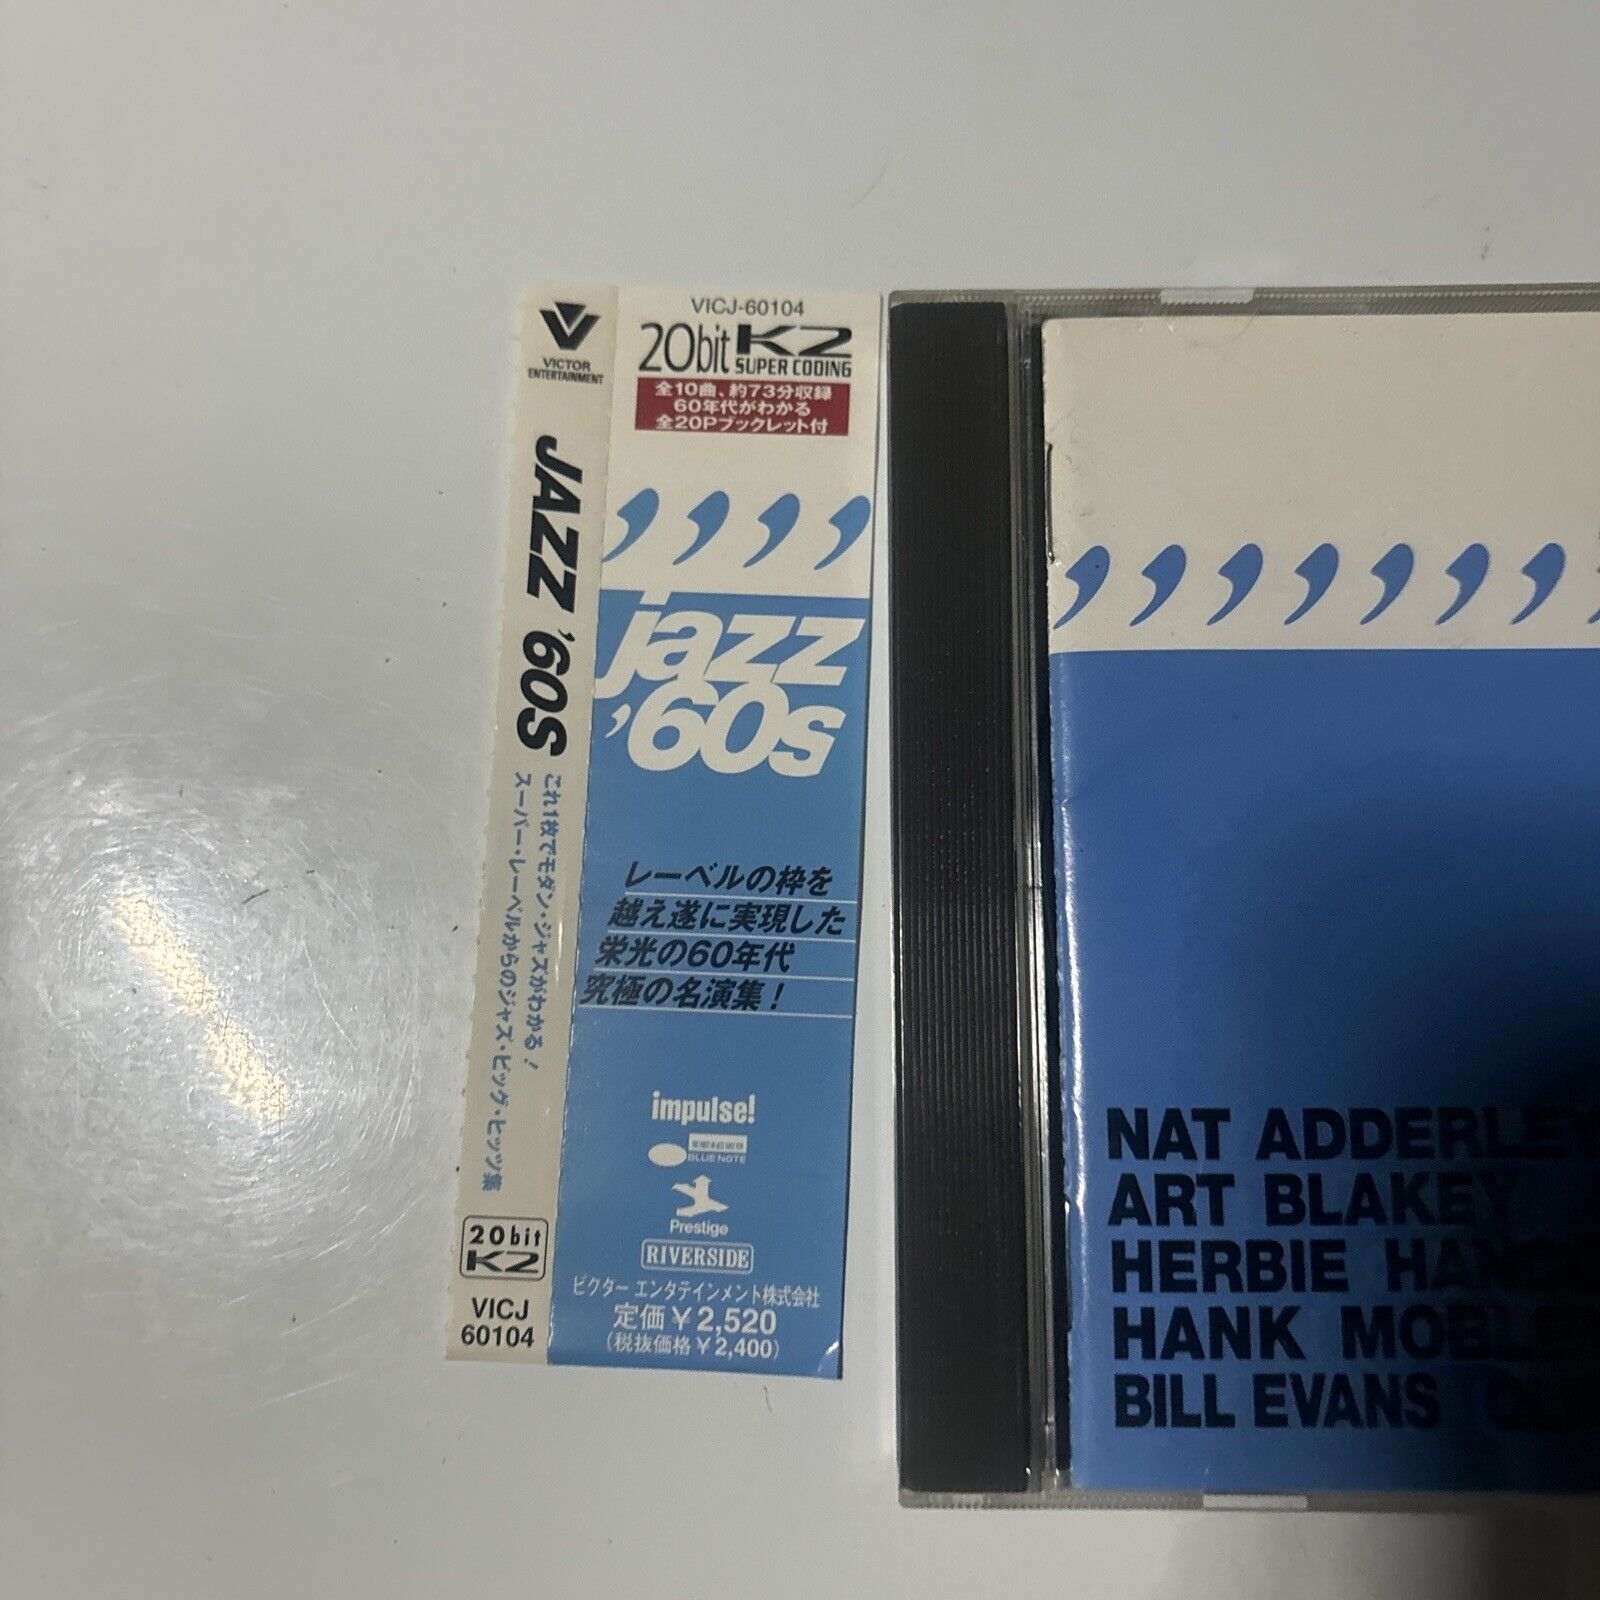 VICTOR
ENTERTAINMENT
JAZZ '60S
これ1枚でモダン・ジャズがわかる!
スーパー・レーベルからのジャズ・ビッグ・ヒッツ集
20bit
K2
VICJ
60104
VICJ-60104
20bit K2
SUPER CODING
全10曲、約73分収録
60年代がわかる
全20Pブックレット付
jazz
'60s
レーベルの枠を
越え遂に実現した
栄光の60年代
究極の名演集!
impulse!
BLUE NOTE
Prestige
RIVERSIDE
ビクター エンタテインメント株式会社
定価¥2,520
(税抜価格¥2,400)
NAT ADDERLEY
ART BLAKEY
HERBIE HANC
HANK MOBLEY
BILL EVANS